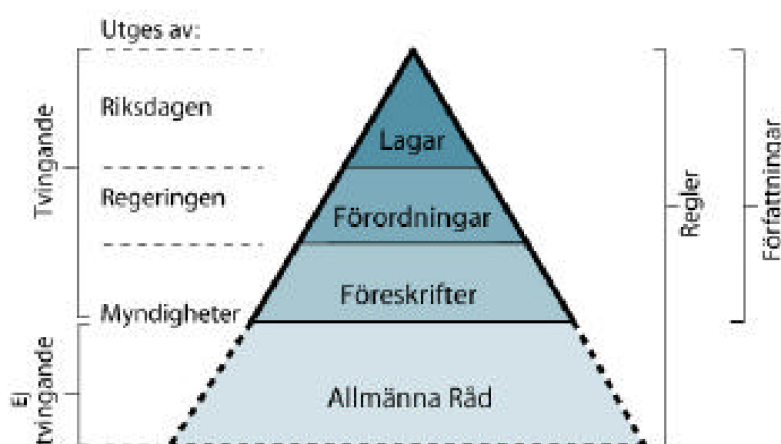 Utges av:
Riksdagen
Lagar
Regeringen
Förordningar
Myndigheter
Föreskrifter
Allmänna Råd
Tvingande
Ej
tvingande
Regler
Författningar